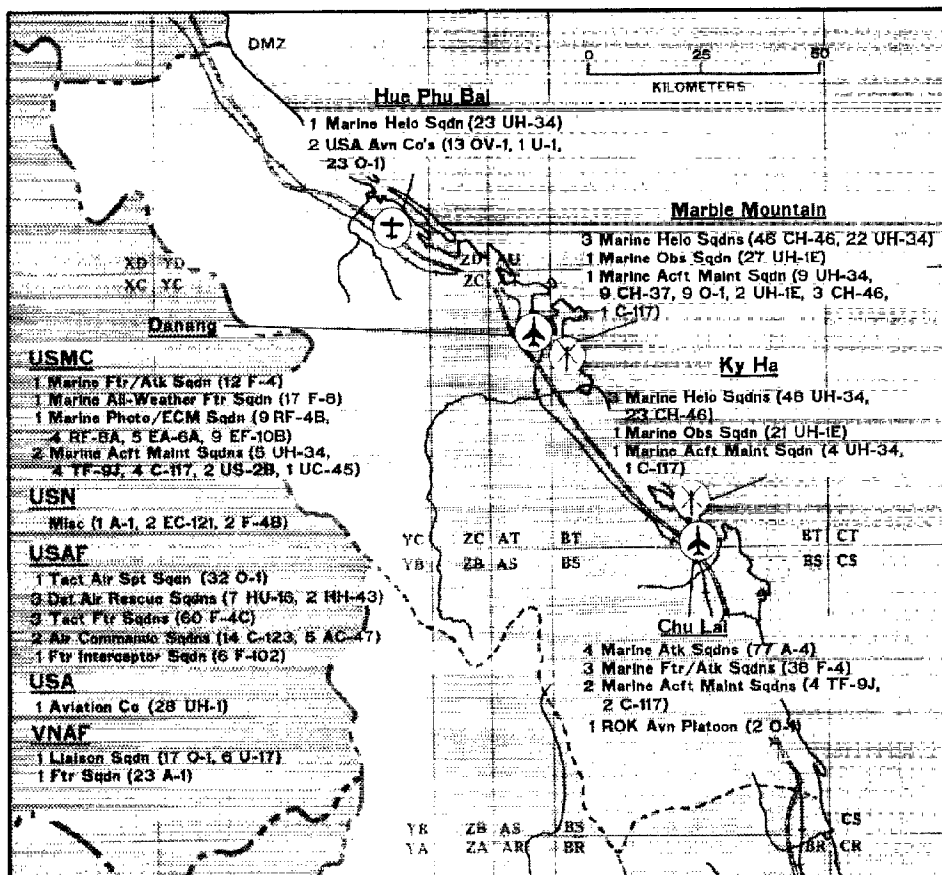 DMZ
0 25 50
KILOMETERS
Hue Phu Bai
1 Marine Helo Sqdn (23 UH-34)
2 USA Avn Co's (13 OV-1, 1 U-1,
23 O-1)
Marble Mountain
3 Marine Helo Sqdns (46 CH-46, 22 UH-34)
1 Marine Obs Sqdn (27 UH-1E)
1 Marine Acft Maint Sqdn (9 UH-34,
9 CH-37, 9 O-1, 2 UH-1E, 3 CH-46,
1 C-117)
XD YD
XC YC
ZD AU
ZC
Danang
USMC
1 Marine Ftr/Atk Sqdn (12 F-4)
1 Marine All-Weather Ftr Sqdn (17 F-8)
1 Marine Photo/ECM Sqdn (9 RF-4B,
4 RF-8A, 5 EA-6A, 9 EF-10B)
2 Marine Acft Maint Sqdns (5 UH-34,
4 TF-9J, 4 C-117, 2 US-2B, 1 UC-45)
USN
Misc (1 A-1, 2 EC-121, 2 F-4B)
USAF
1 Tact Air Spt Sqdn (32 O-1)
3 Det Air Rescue Sqdns (7 HU-16, 2 HH-43)
3 Tact Ftr Sqdns (60 F-4C)
2 Air Commando Sqdns (14 C-123, 5 AC-47)
1 Ftr Interceptor Sqdn (6 F-102)
USA
1 Aviation Co (28 UH-1)
VNAF
1 Liaison Sqdn (17 O-1, 6 U-17)
1 Ftr Sqdn (23 A-1)
Ky Ha
3 Marine Helo Sqdns (46 UH-34,
23 CH-46)
1 Marine Obs Sqdn (21 UH-1E)
1 Marine Acft Maint Sqdn (4 UH-34,
1 C-117)
YC ZC AT BT BT CT
YB ZB AS BS BS CS
Chu Lai
4 Marine Atk Sqdns (77 A-4)
3 Marine Ftr/Atk Sqdns (38 F-4)
2 Marine Acft Maint Sqdns (4 TF-9J,
2 C-117)
1 ROK Avn Platoon (2 O-1)
YB ZB AS BS CS
YA ZA AR BR BR CR